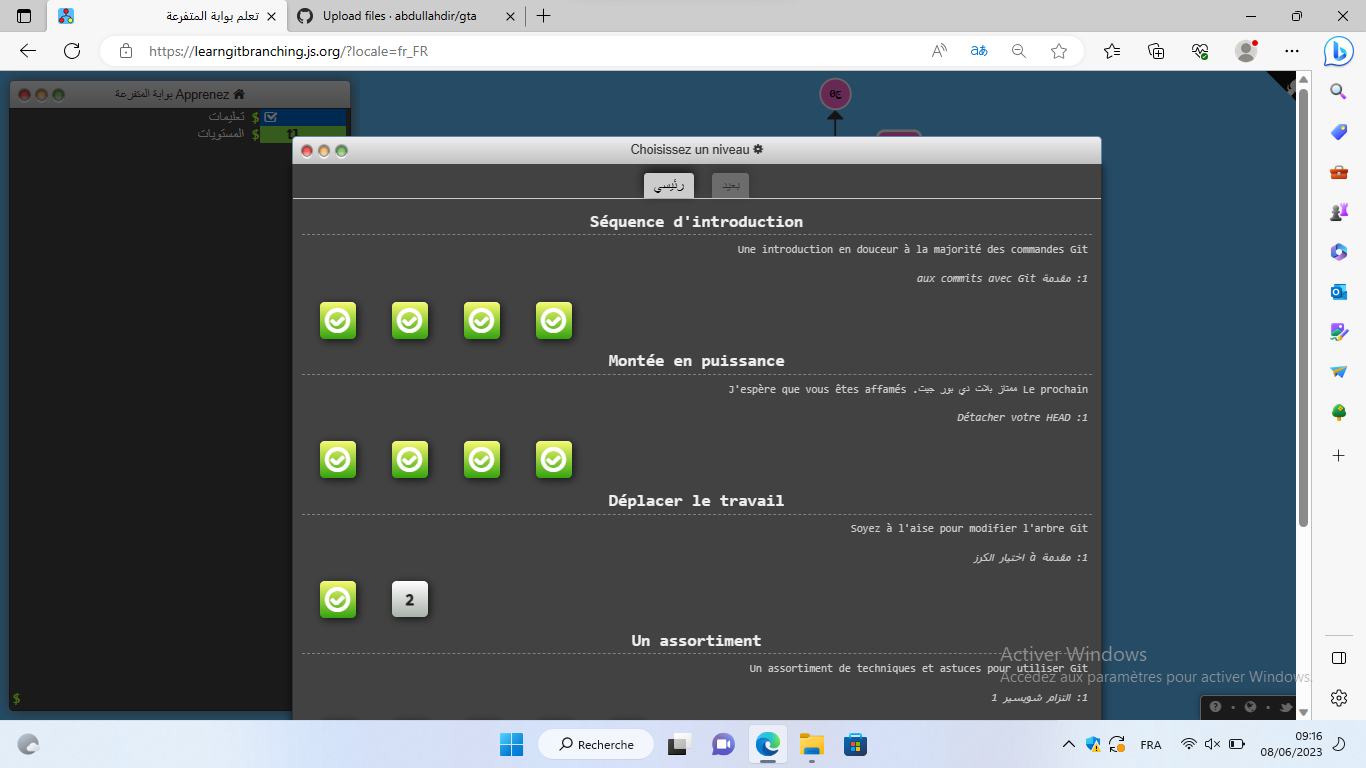 تعلم بوابة المتفرعة
Upload files · abdullahdir/gta
https://learngitbranching.js.org/?locale=fr_FR
Apprenez بوابة المتفرعة
$ تعليمات
$ المستويات
ج0
Choisissez un niveau
رئيسي
بعيد
Séquence d'introduction
Une introduction en douceur à la majorité des commandes Git
1: مقدمة aux commits avec Git
Montée en puissance
J'espère que vous êtes affamés .ممتاز بلات دي بور جيت Le prochain
1: Détacher votre HEAD
Déplacer le travail
Soyez à l'aise pour modifier l'arbre Git
1: مقدمة à اختيار الكرز
2
Un assortiment
Un assortiment de techniques et astuces pour utiliser Git
1: التزام شويسير 1
$
Activer Windows
Accédez aux paramètres pour activer Windows.
Recherche
FRA
09:16
08/06/2023